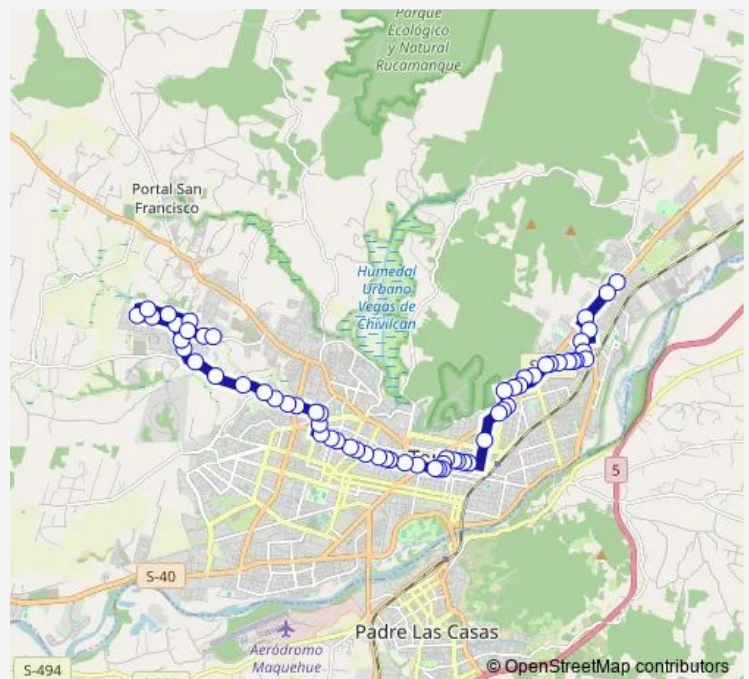 Parque
Ecológico
y Natural
Rucamanque
Portal San
Francisco
Humedal
Urbano
Vegas de
Chivilcan
5
S-40
Padre Las Casas
Aeródromo
Maquehue
S-494
© OpenStreetMap contributors